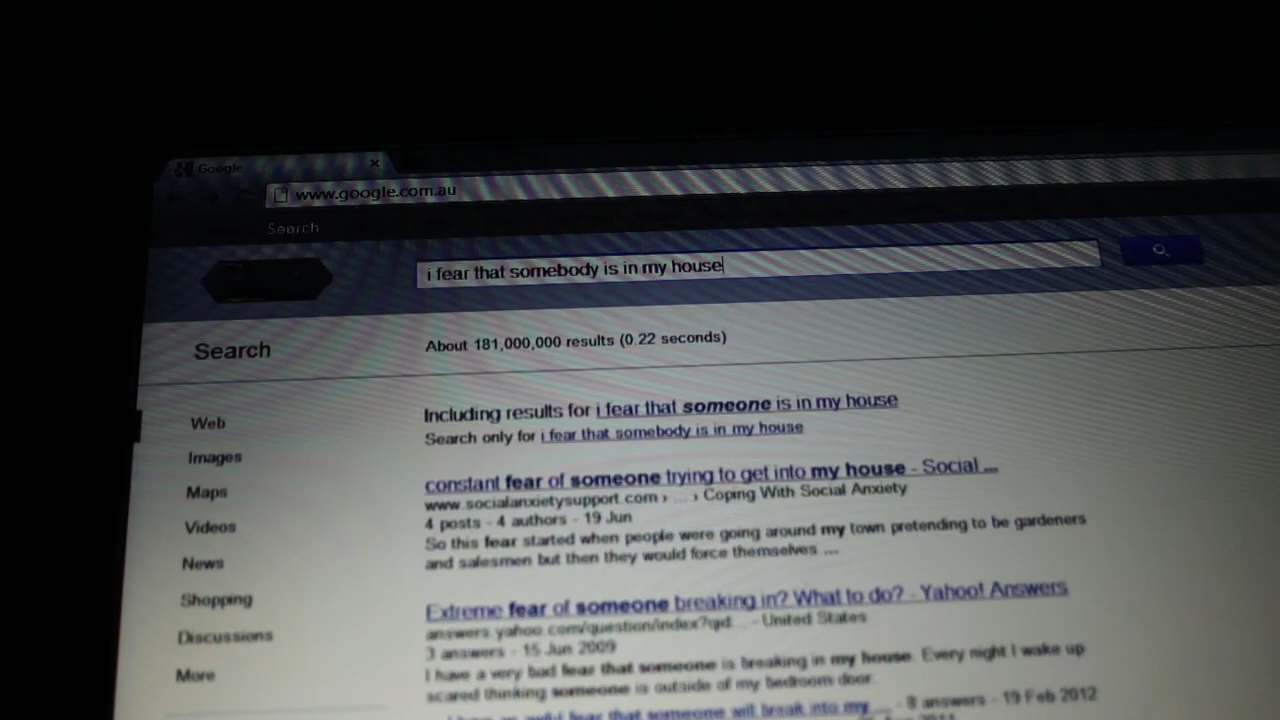 Google
www.google.com.au
Search
i fear that somebody is in my house
Search
About 181,000,000 results (0.22 seconds)
Web
Images
Maps
Videos
News
Shopping
Discussions
More
Including results for i fear that someone is in my house
Search only for i fear that somebody is in my house
constant fear of someone trying to get into my house - Social ...
www.socialanxietysupport.com › ... › Coping With Social Anxiety
4 posts - 4 authors - 19 Jun
So this fear started when people were going around my town pretending to be gardeners
and salesmen but then they would force themselves ...
Extreme fear of someone breaking in? What to do? - Yahoo! Answers
answers.yahoo.com/question/index?qid... - United States
3 answers - 15 Jun 2009
I have a very bad fear that someone is breaking in my house. Every night I wake up
scared thinking someone is outside of my bedroom door.
fear that someone will break into my ... - 8 answers - 19 Feb 2012